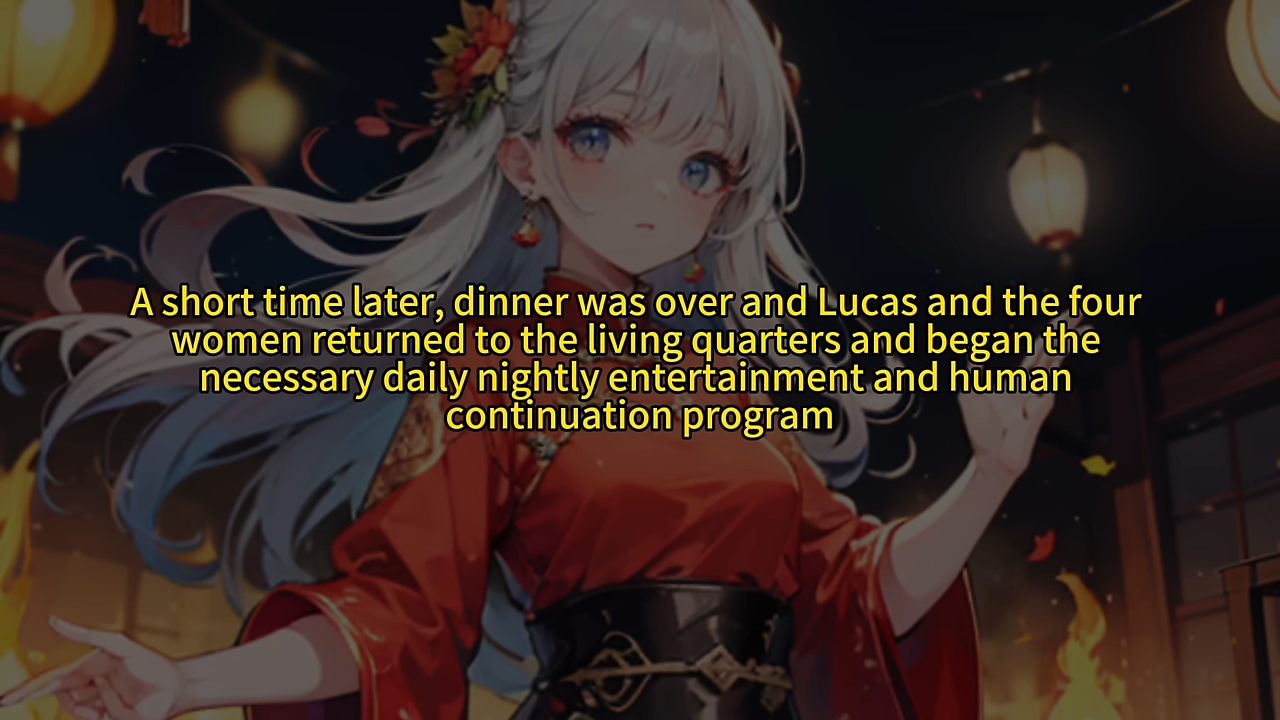 A short time later, dinner was over and Lucas and the four
women returned to the living quarters and began the
necessary daily nightly entertainment and human
continuation program